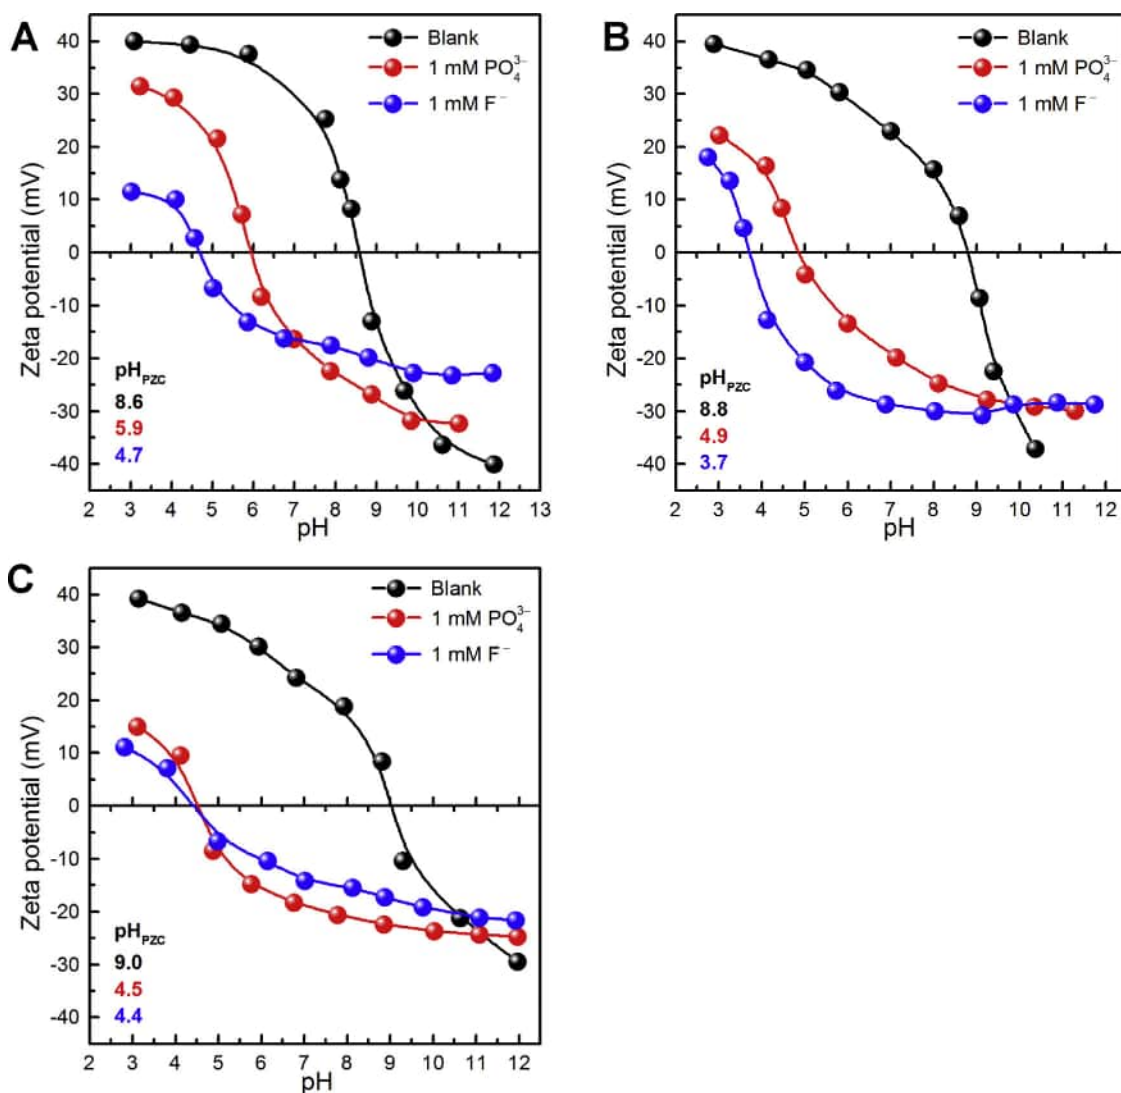 A
Blank
1 mM PO₄³⁻
1 mM F⁻
Zeta potential (mV)
40
30
20
10
0
-10
-20
-30
-40
pH_PZC
8.6
5.9
4.7
2 3 4 5 6 7 8 9 10 11 12 13
pH
B
Blank
1 mM PO₄³⁻
1 mM F⁻
Zeta potential (mV)
40
30
20
10
0
-10
-20
-30
-40
pH_PZC
8.8
4.9
3.7
2 3 4 5 6 7 8 9 10 11 12
pH
C
Blank
1 mM PO₄³⁻
1 mM F⁻
Zeta potential (mV)
40
30
20
10
0
-10
-20
-30
-40
pH_PZC
9.0
4.5
4.4
2 3 4 5 6 7 8 9 10 11 12
pH